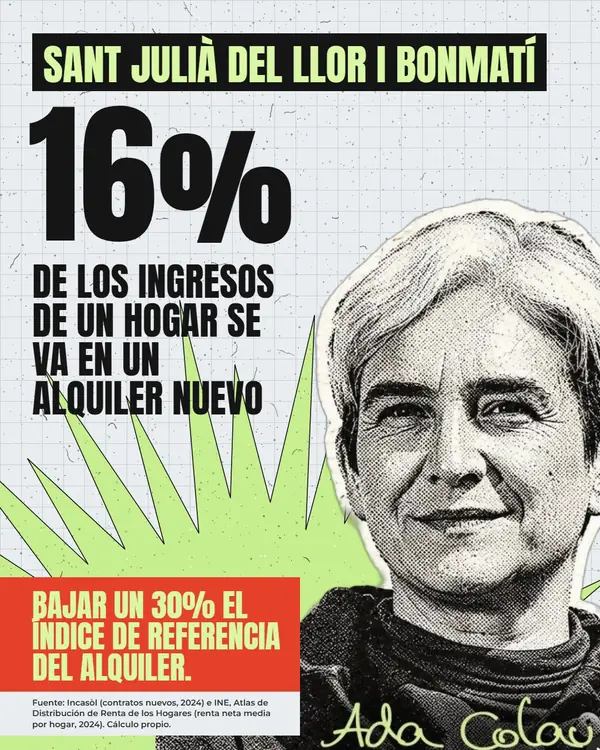 SANT JULIÀ DEL LLOR I BONMATÍ
16%
DE LOS INGRESOS
DE UN HOGAR SE
VA EN UN
ALQUILER NUEVO
BAJAR UN 30% EL
ÍNDICE DE REFERENCIA
DEL ALQUILER.
Fuente: Incasòl (contratos nuevos, 2024) e INE, Atlas de
Distribución de Renta de los Hogares (renta neta media
por hogar, 2024). Cálculo propio.
Ada Colau